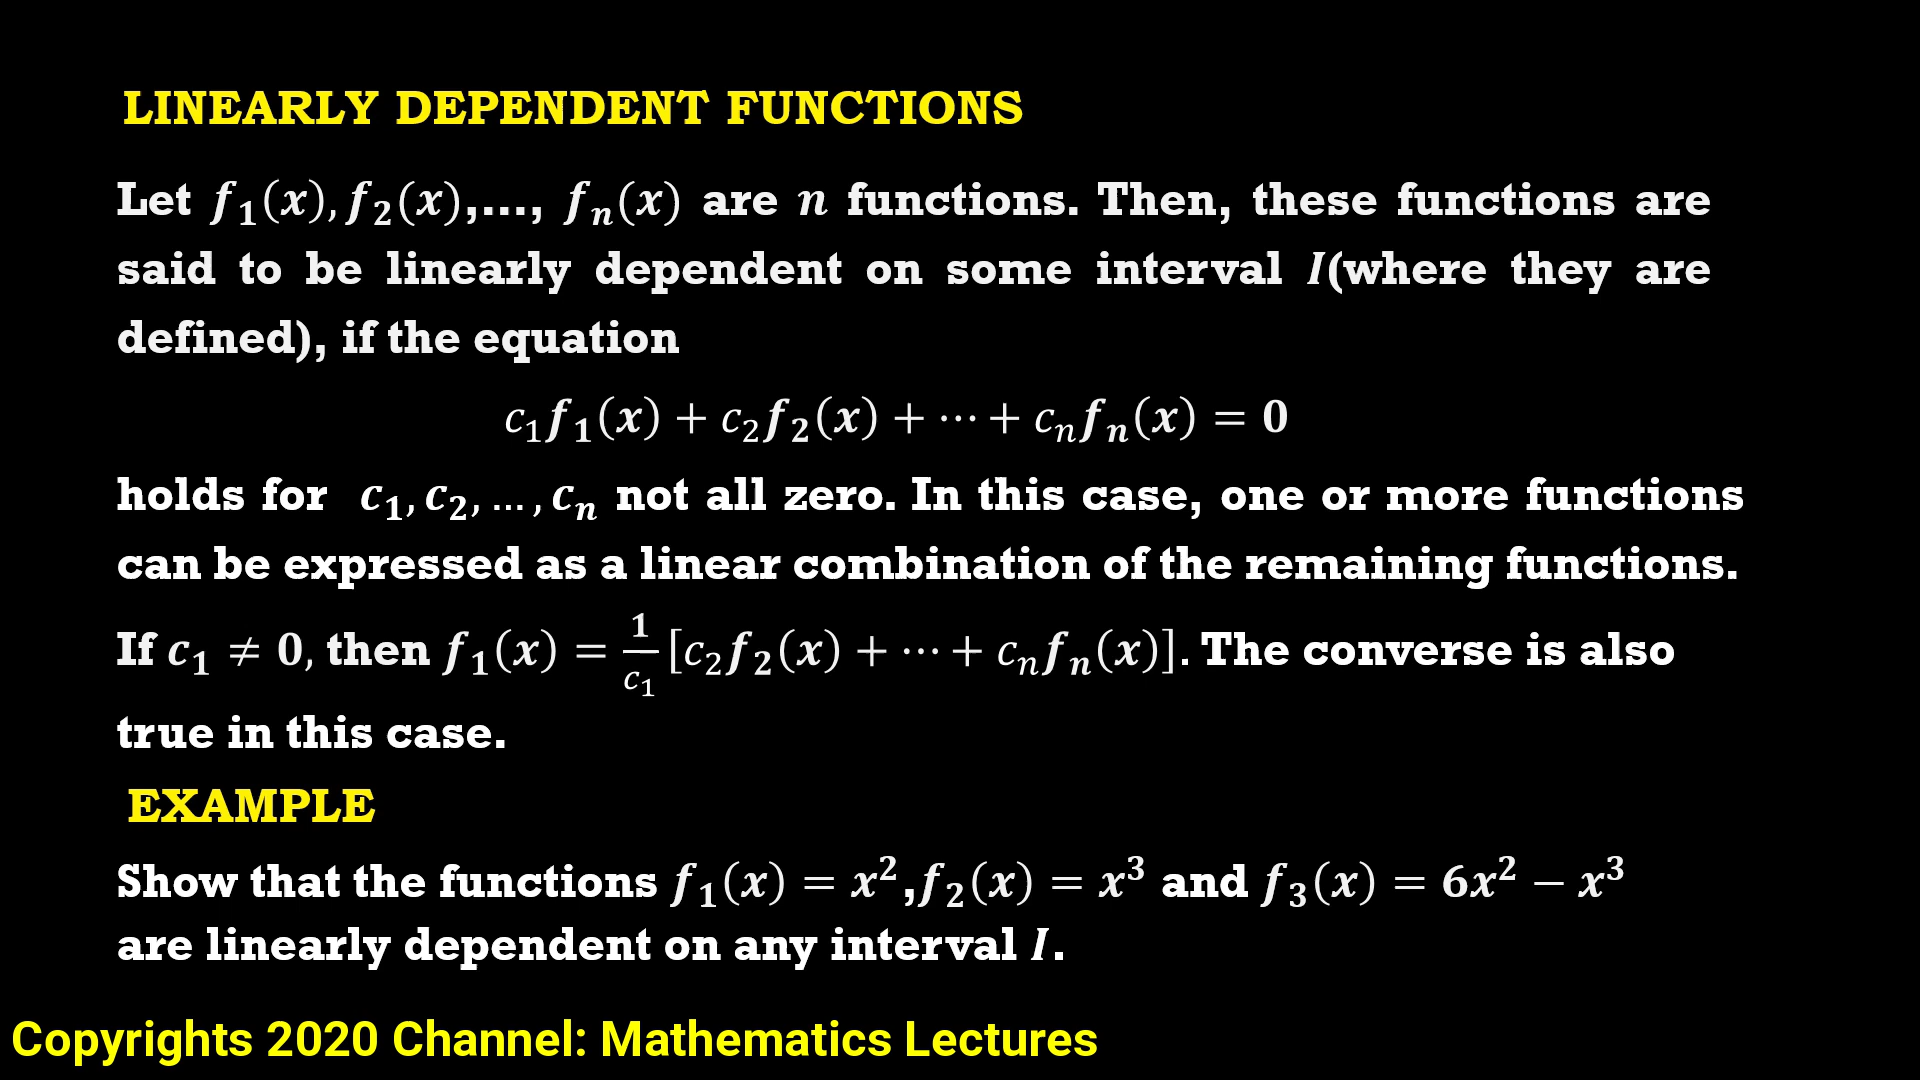 LINEARLY DEPENDENT FUNCTIONS
Let 𝒇₁(𝒙), 𝒇₂(𝒙),..., 𝒇ₙ(𝒙) are 𝑛 functions. Then, these functions are
said to be linearly dependent on some interval 𝑰(where they are
defined), if the equation
𝑐₁𝒇₁(𝒙) + 𝑐₂𝒇₂(𝒙) + ⋯ + 𝑐ₙ𝒇ₙ(𝒙) = 𝟎
holds for 𝒄₁, 𝒄₂, … , 𝒄ₙ not all zero. In this case, one or more functions
can be expressed as a linear combination of the remaining functions.
If 𝒄₁ ≠ 𝟎, then 𝒇₁(𝒙) = 1/𝑐₁ [𝑐₂𝒇₂(𝒙) + ⋯ + 𝑐ₙ𝒇ₙ(𝒙)]. The converse is also
true in this case.
EXAMPLE
Show that the functions 𝒇₁(𝒙) = 𝒙²,𝒇₂(𝒙) = 𝒙³ and 𝒇₃(𝒙) = 𝟔𝒙² − 𝒙³
are linearly dependent on any interval 𝑰.
Copyrights 2020 Channel: Mathematics Lectures